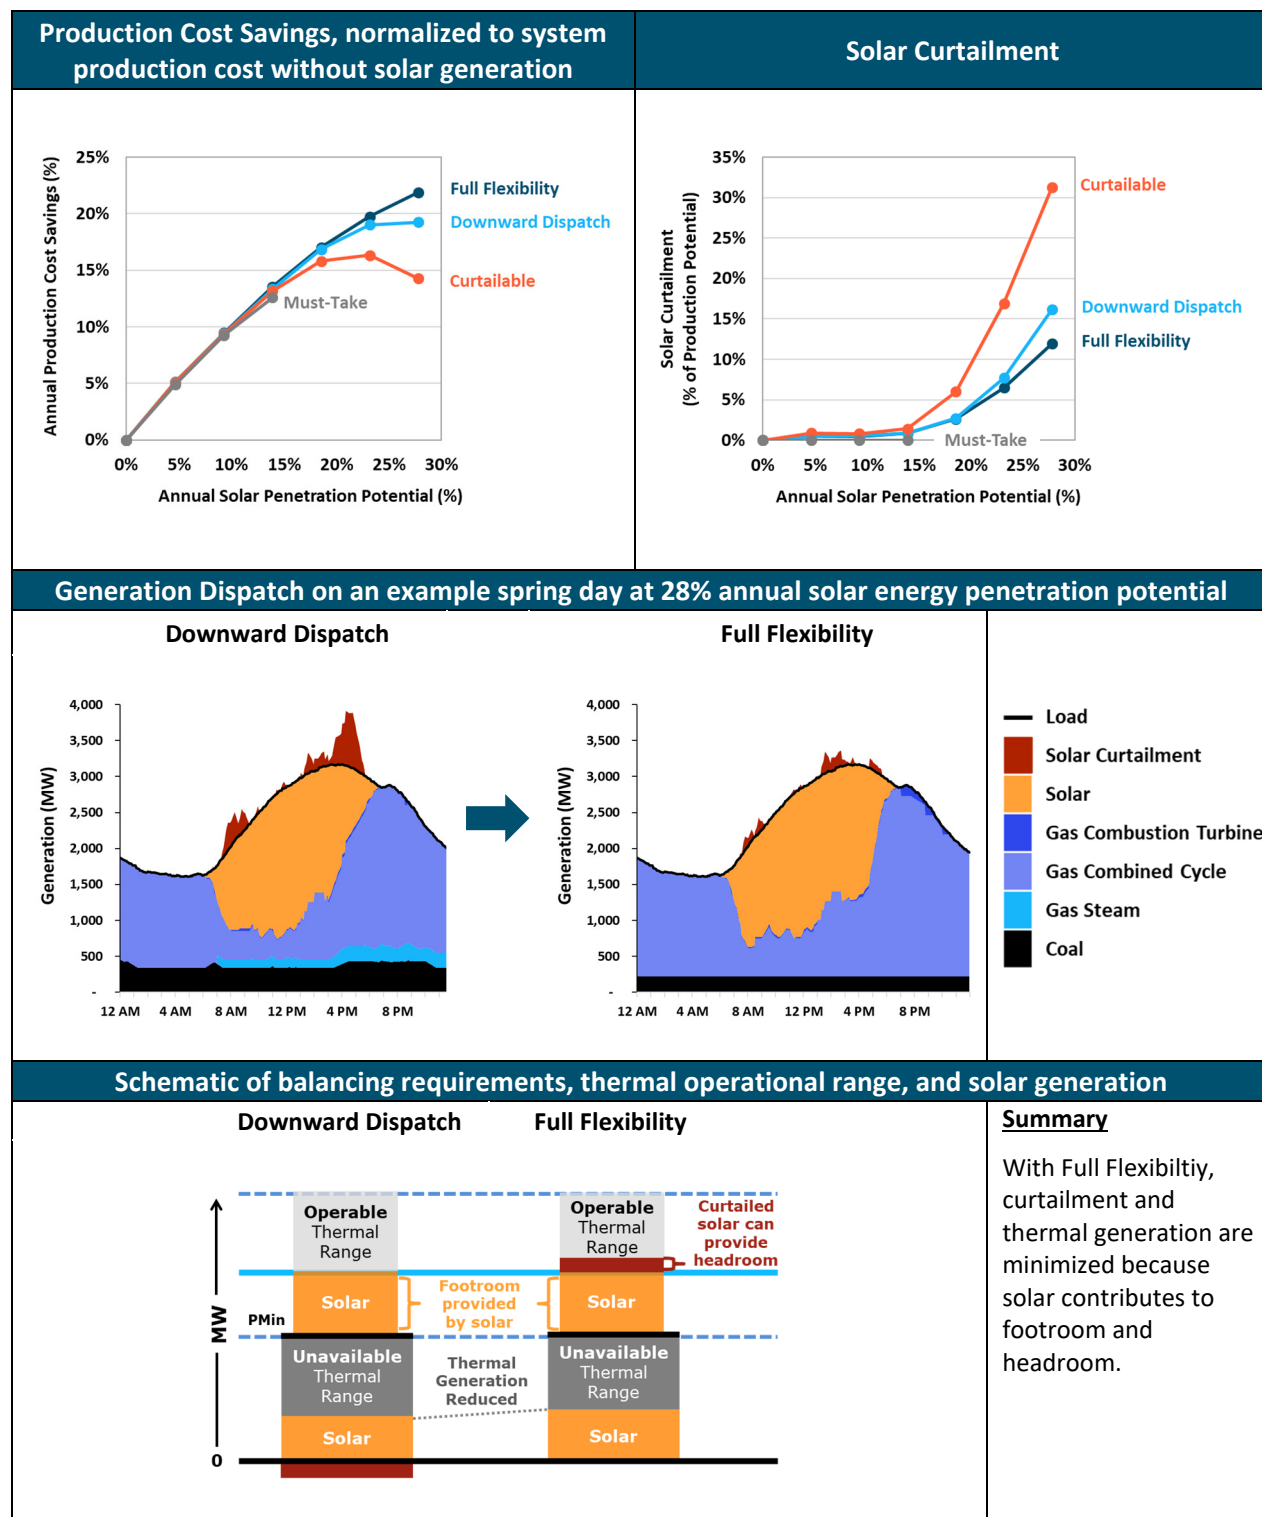 Production Cost Savings, normalized to system
production cost without solar generation
Solar Curtailment
Annual Production Cost Savings (%)
25%
20%
15%
10%
5%
0%
0%
5%
10%
15%
20%
25%
30%
Annual Solar Penetration Potential (%)
Full Flexibility
Downward Dispatch
Curtailable
Must-Take
Solar Curtailment
(% of Production Potential)
35%
30%
25%
20%
15%
10%
5%
0%
0%
5%
10%
15%
20%
25%
30%
Annual Solar Penetration Potential (%)
Curtailable
Downward Dispatch
Full Flexibility
Must-Take
Generation Dispatch on an example spring day at 28% annual solar energy penetration potential
Downward Dispatch
Generation (MW)
4,000
3,500
3,000
2,500
2,000
1,500
1,000
500
-
12 AM
4 AM
8 AM
12 PM
4 PM
8 PM
Full Flexibility
Generation (MW)
4,000
3,500
3,000
2,500
2,000
1,500
1,000
500
-
12 AM
4 AM
8 AM
12 PM
4 PM
8 PM
Load
Solar Curtailment
Solar
Gas Combustion Turbine
Gas Combined Cycle
Gas Steam
Coal
Schematic of balancing requirements, thermal operational range, and solar generation
Downward Dispatch
Full Flexibility
MW
0
PMin
Operable
Thermal
Range
Solar
Unavailable
Thermal
Range
Solar
Footroom
provided
by solar
Thermal
Generation
Reduced
Operable
Thermal
Range
Solar
Unavailable
Thermal
Range
Solar
Curtailed
solar can
provide
headroom
Summary
With Full Flexibiltiy,
curtailment and
thermal generation are
minimized because
solar contributes to
footroom and
headroom.